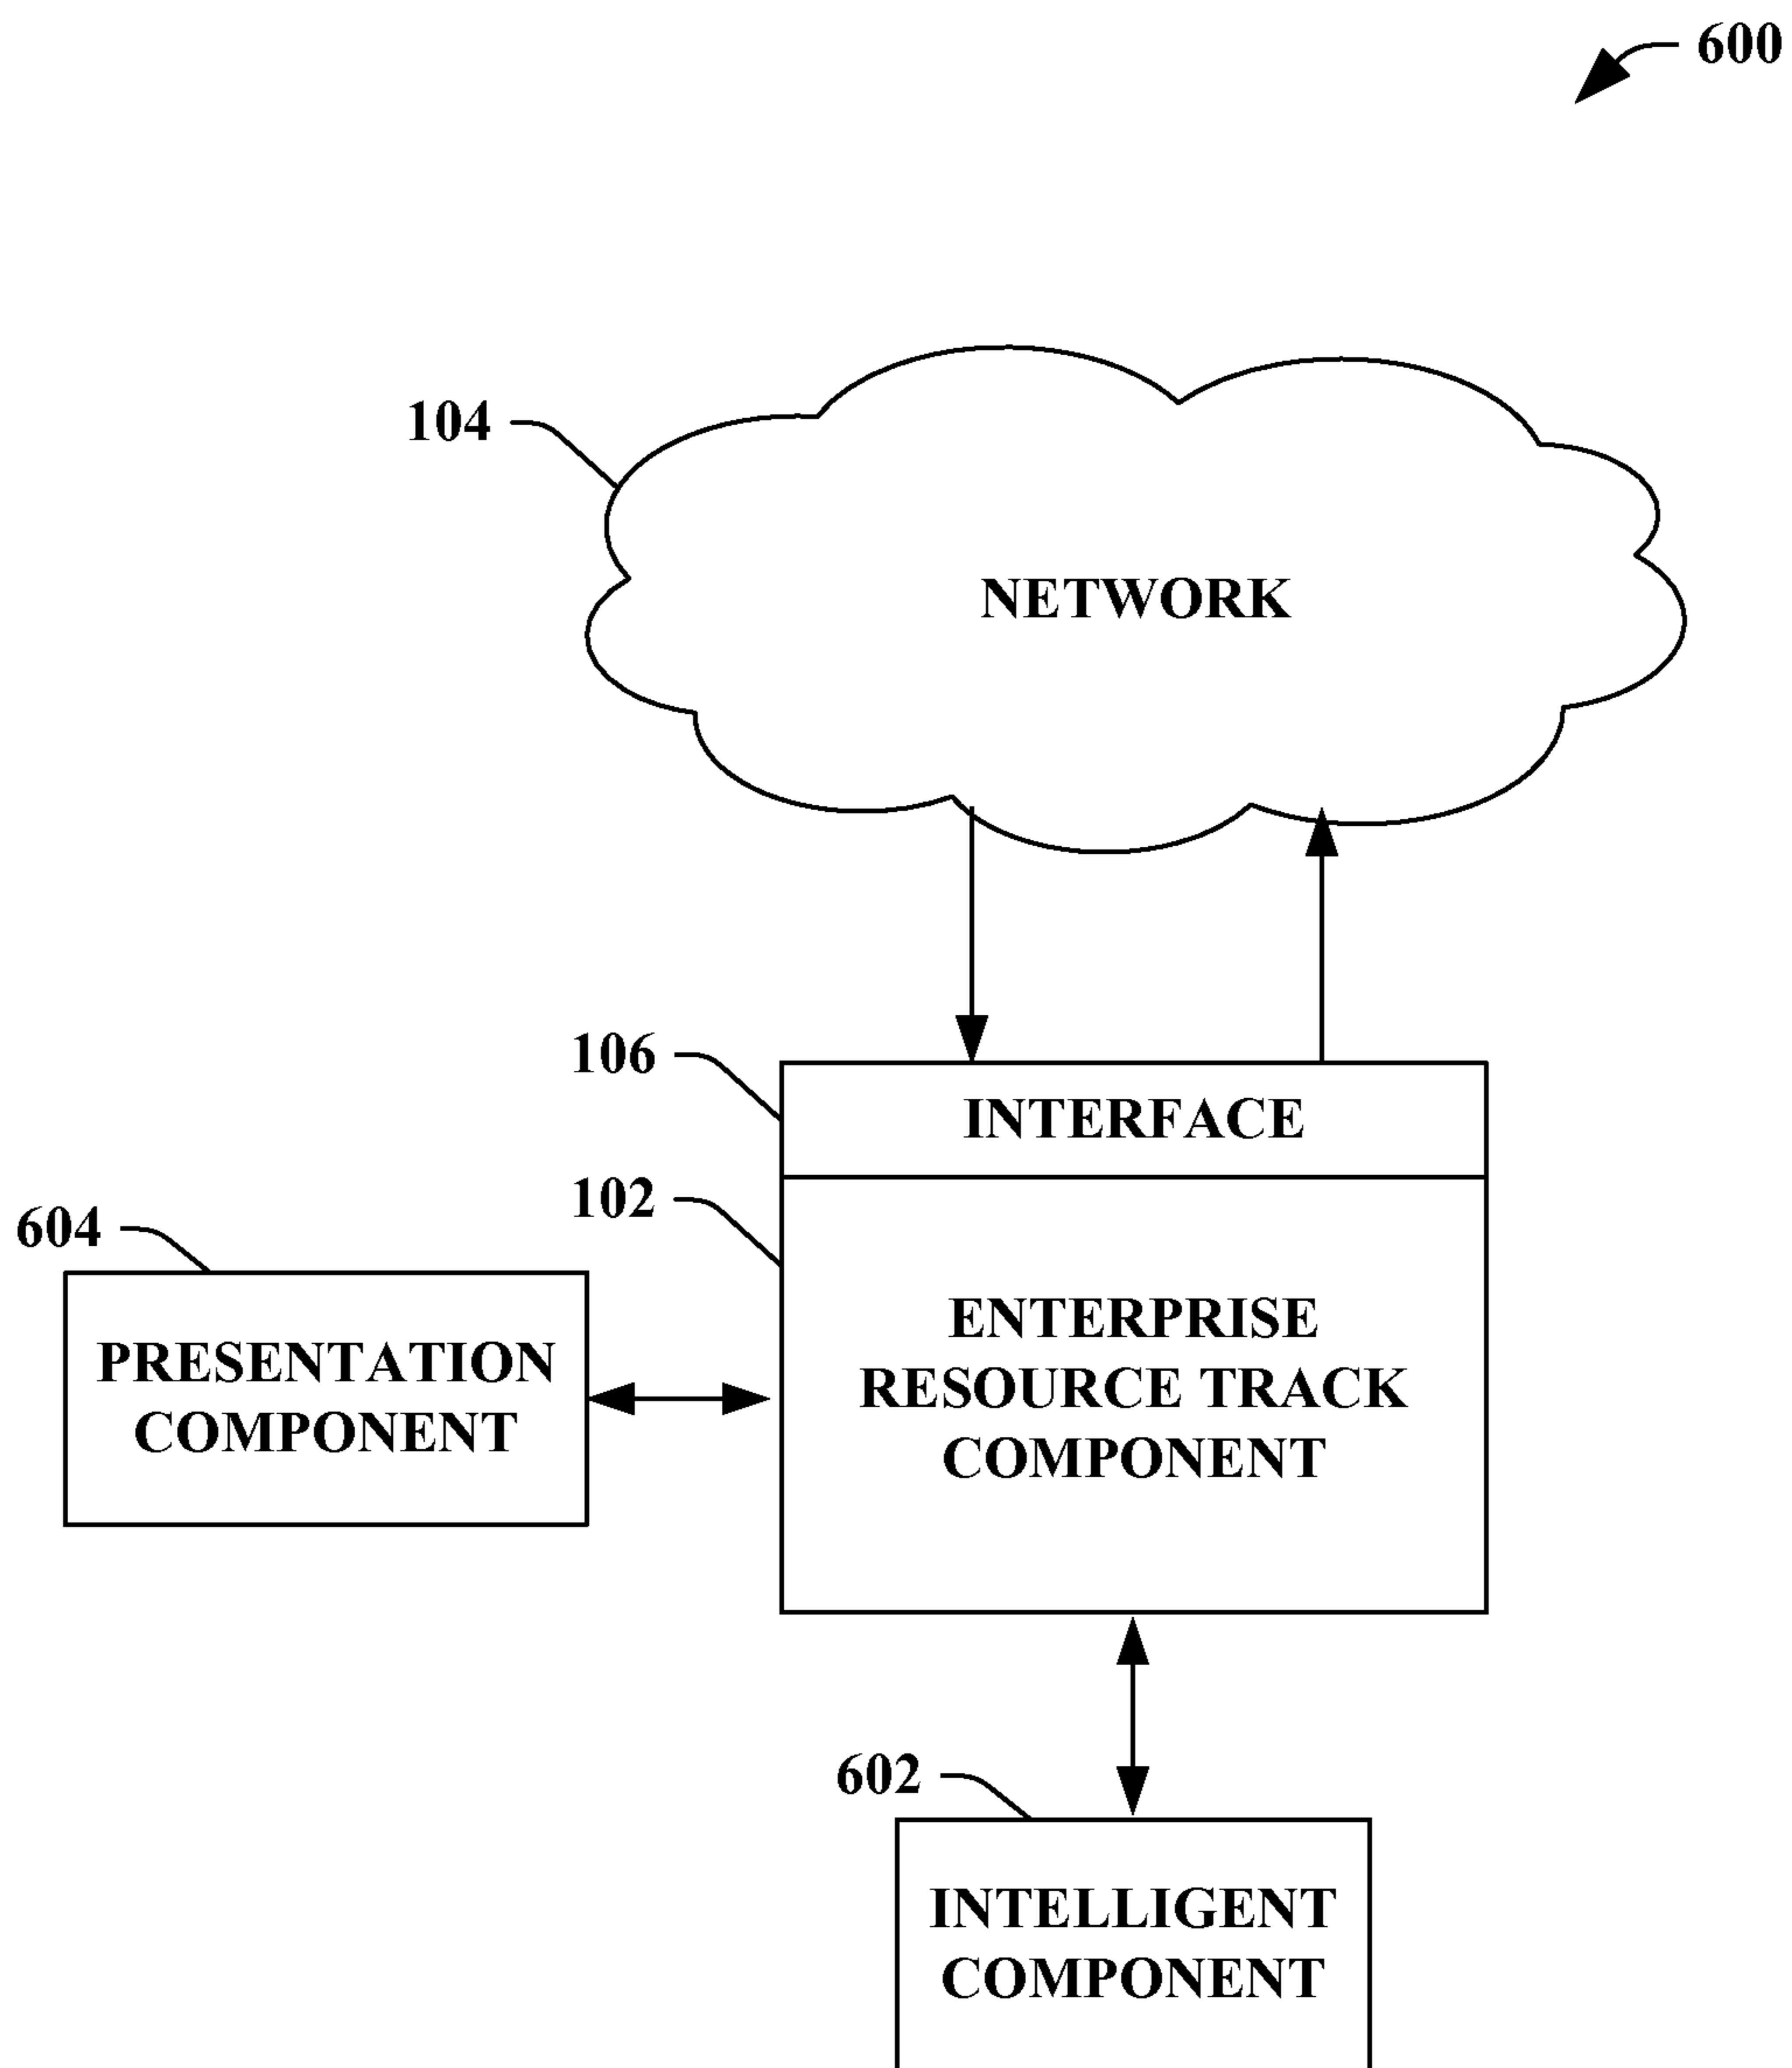 600
104
NETWORK
106
INTERFACE
102
604
ENTERPRISE
RESOURCE TRACK
COMPONENT
PRESENTATION
COMPONENT
602
INTELLIGENT
COMPONENT